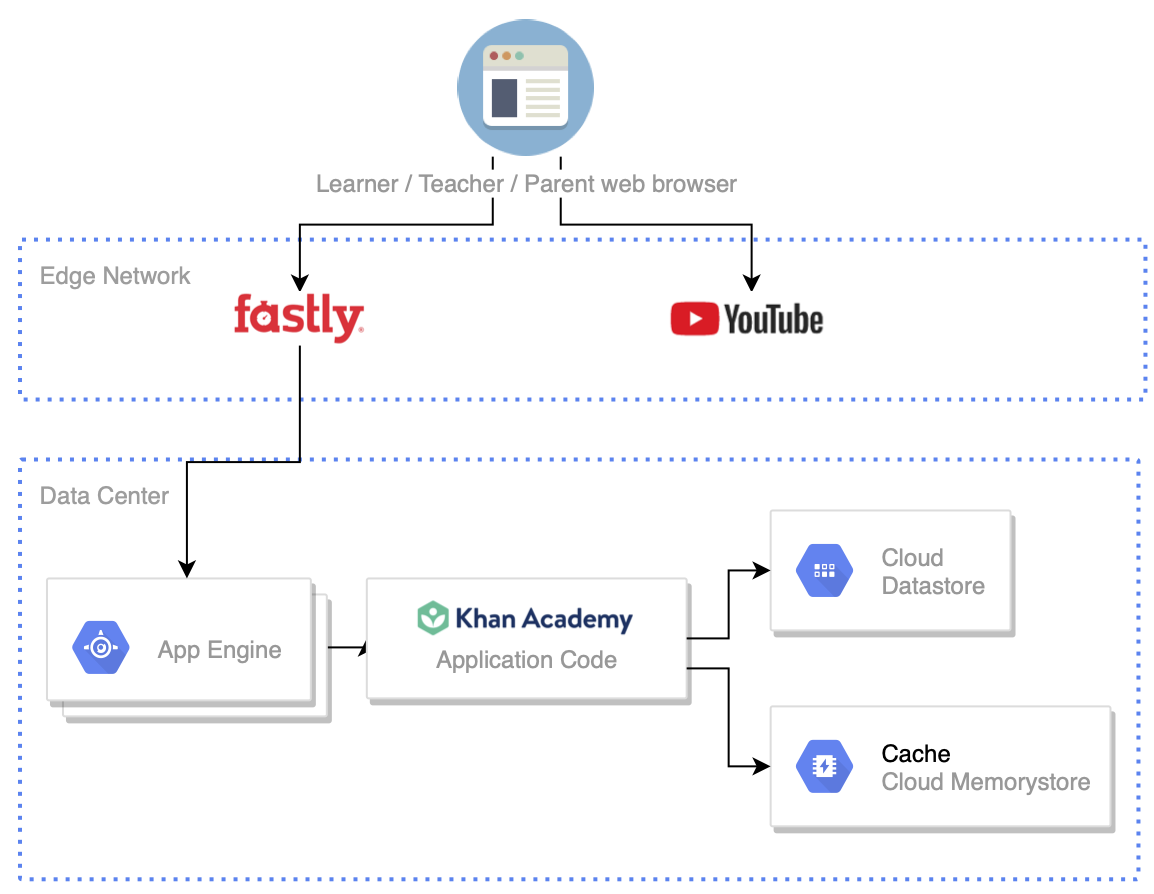 Learner / Teacher / Parent web browser
Edge Network
fastly
YouTube
Data Center
App Engine
Khan Academy
Application Code
Cloud
Datastore
Cache
Cloud Memorystore